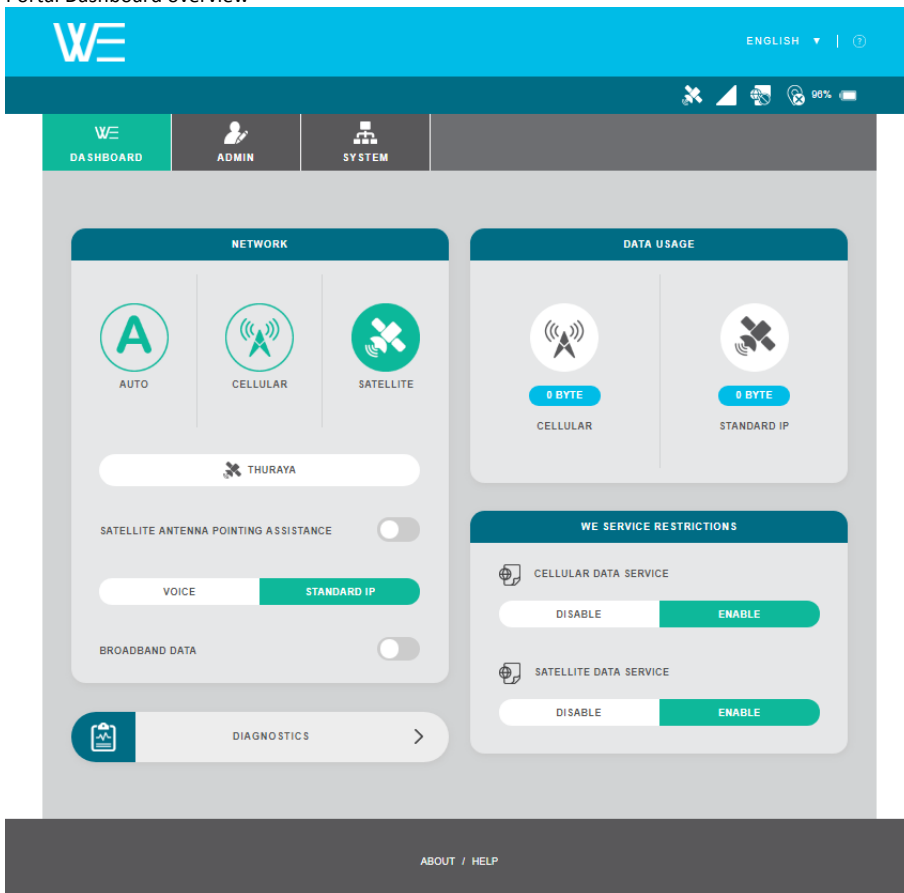 Portal Dashboard overview
WE
ENGLISH
96%
WE
DASHBOARD
ADMIN
SYSTEM
NETWORK
A
AUTO
CELLULAR
SATELLITE
THURAYA
SATELLITE ANTENNA POINTING ASSISTANCE
VOICE
STANDARD IP
BROADBAND DATA
DIAGNOSTICS
DATA USAGE
0 BYTE
0 BYTE
CELLULAR
STANDARD IP
WE SERVICE RESTRICTIONS
CELLULAR DATA SERVICE
DISABLE
ENABLE
SATELLITE DATA SERVICE
DISABLE
ENABLE
ABOUT / HELP